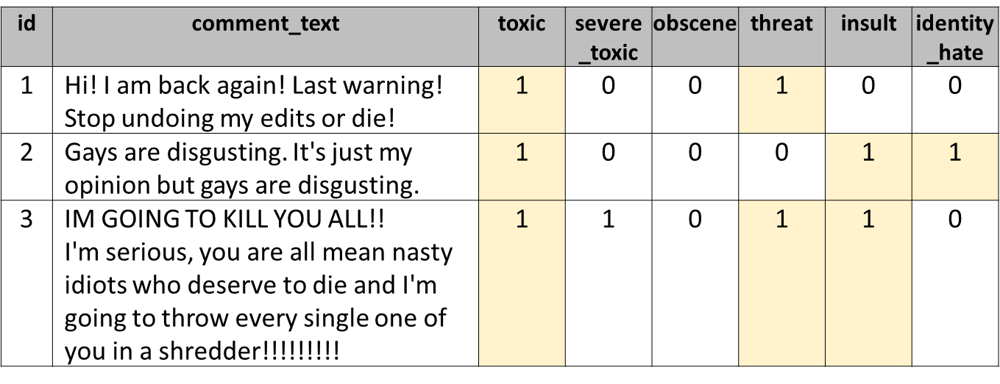 id comment_text toxic severe_toxic obscene threat insult identity_hate
1 Hi! I am back again! Last warning! 1 0 0 1 0 0
Stop undoing my edits or die!
2 Gays are disgusting. It's just my 1 0 0 0 1 1
opinion but gays are disgusting.
3 IM GOING TO KILL YOU ALL!! 1 1 0 1 1 0
I'm serious, you are all mean nasty
idiots who deserve to die and I'm
going to throw every single one of
you in a shredder!!!!!!!!!